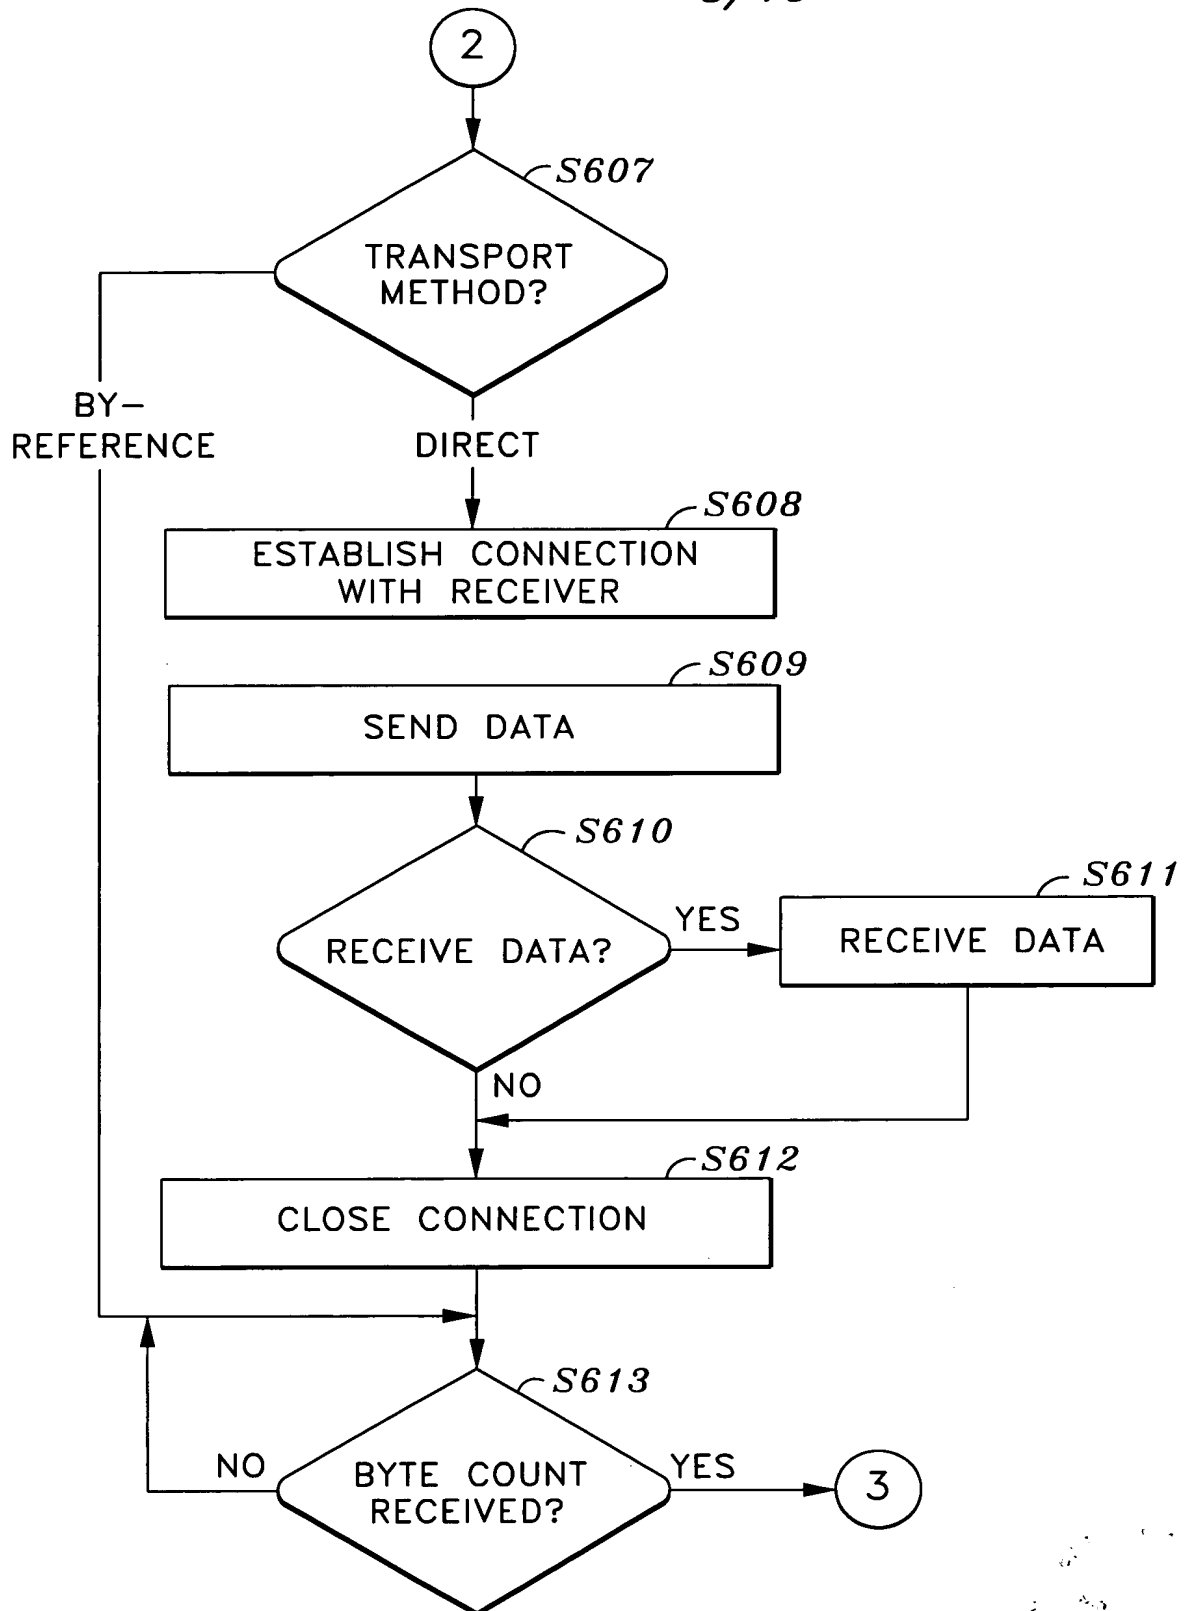 2
S607
TRANSPORT
METHOD?
BY-
REFERENCE
DIRECT
S608
ESTABLISH CONNECTION
WITH RECEIVER
S609
SEND DATA
S610
S611
RECEIVE DATA?
YES
RECEIVE DATA
NO
S612
CLOSE CONNECTION
S613
NO
BYTE COUNT
RECEIVED?
YES
3